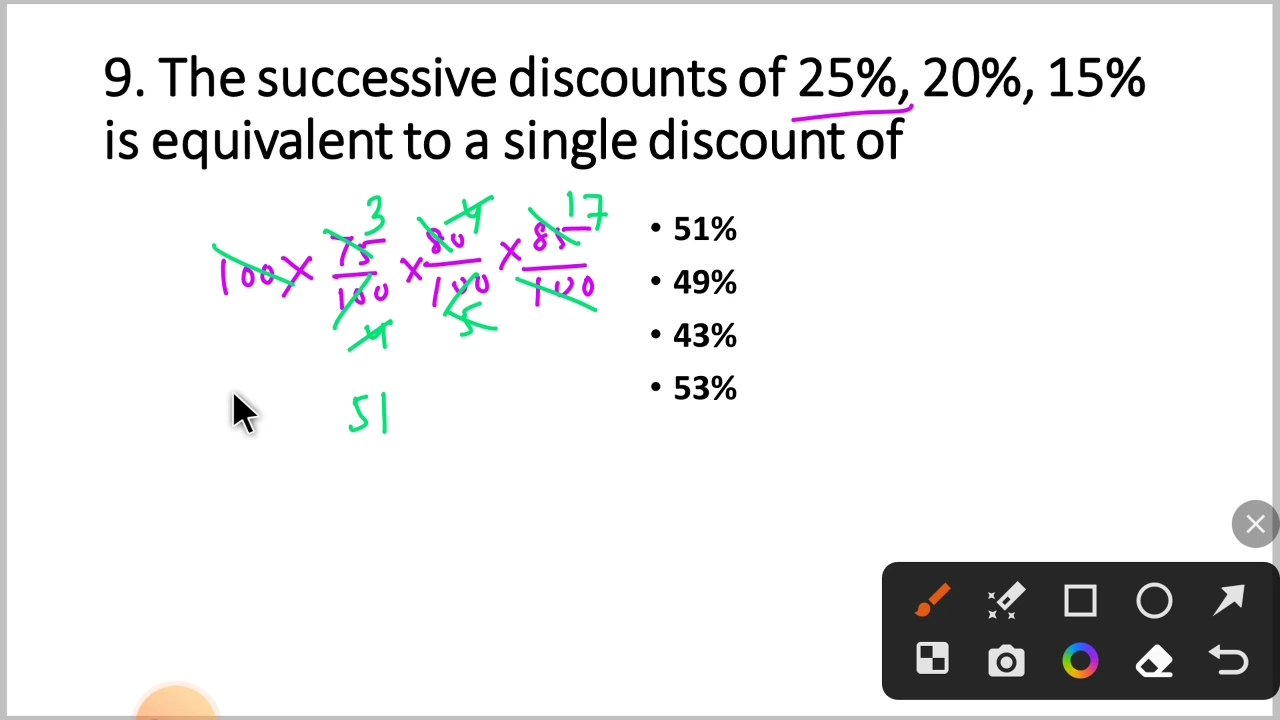 9. The successive discounts of 25%, 20%, 15%
is equivalent to a single discount of
3 4 17
100 × 75/100 × 80/100 × 85/100
4 5
51
• 51%
• 49%
• 43%
• 53%